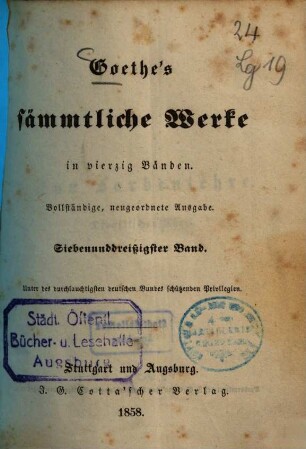 24
Lg 19
Goethe's
sämmtliche Werke
in vierzig Bänden.
Vollständige, neugeordnete Ausgabe.
Siebenunddreißigster Band.
Unter des durchlauchtigsten deutschen Bundes schützenden Privilegien.
Städt. Öffentl.
Bücher- u. Lesehalle
Augsburg
Stuttgart und Augsburg.
J. G. Cotta'scher Verlag.
1858.